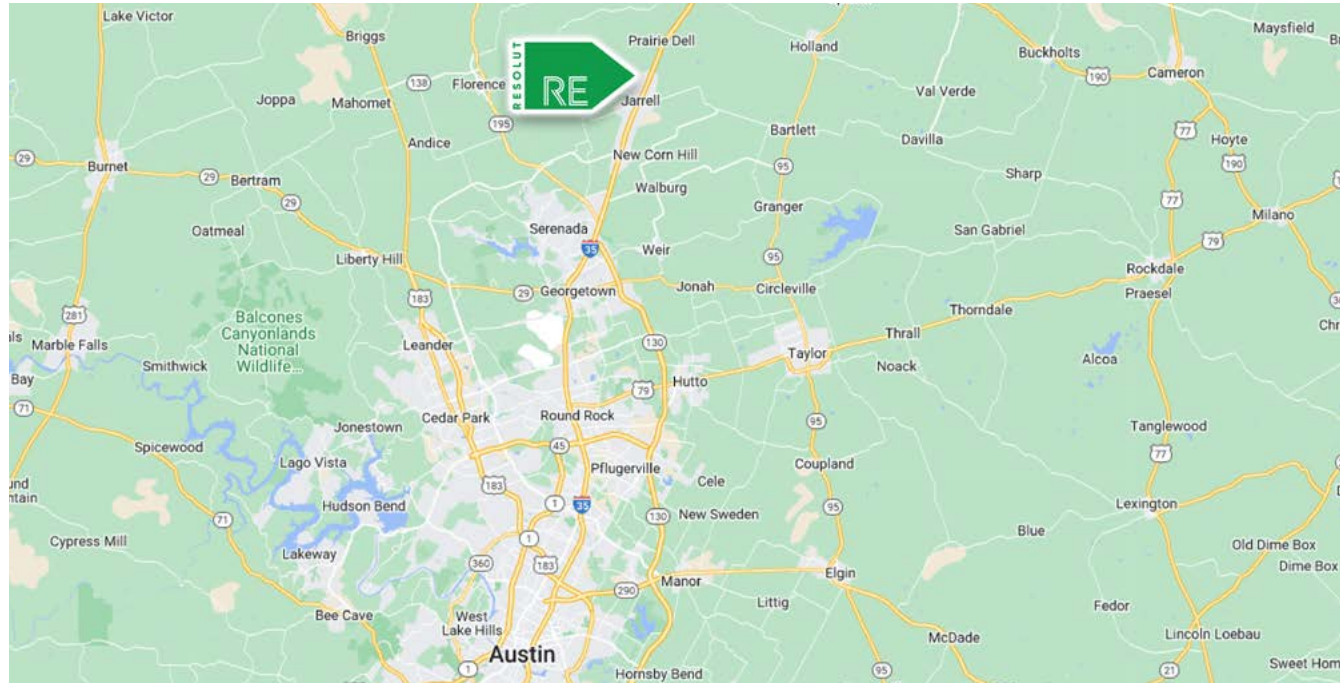 Lake Victor
Briggs
Prairie Dell
Holland
Buckholts
Maysfield
190
Cameron
RESOLUT
RE
138
Florence
Jarrell
Joppa
Mahomet
195
Val Verde
77
Andice
Bartlett
Davilla
Hoyte
190
29
Burnet
New Corn Hill
95
29
Bertram
Walburg
Sharp
29
Granger
77
Milano
Oatmeal
Serenada
Weir
San Gabriel
35
79
Liberty Hill
95
Rockdale
183
29
Georgetown
Jonah
Circleville
Praesel
281
Balcones
Canyonlands
National
Wildlife...
Thorndale
Marble Falls
Leander
130
Thrall
Smithwick
Taylor
Noack
Alcoa
Bay
79
Hutto
71
Cedar Park
Round Rock
95
Jonestown
Tanglewood
Spicewood
45
77
Lago Vista
Pflugerville
Coupland
183
Cele
Hudson Bend
1
35
95
Lexington
71
130
New Sweden
Cypress Mill
Blue
Lakeway
1
Old Dime Box
360
183
Dime Box
290
Manor
Elgin
Bee Cave
West
Lake Hills
Littig
Fedor
Austin
McDade
Lincoln Loebau
1
Hornsby Bend
95
21
Sweet Hom